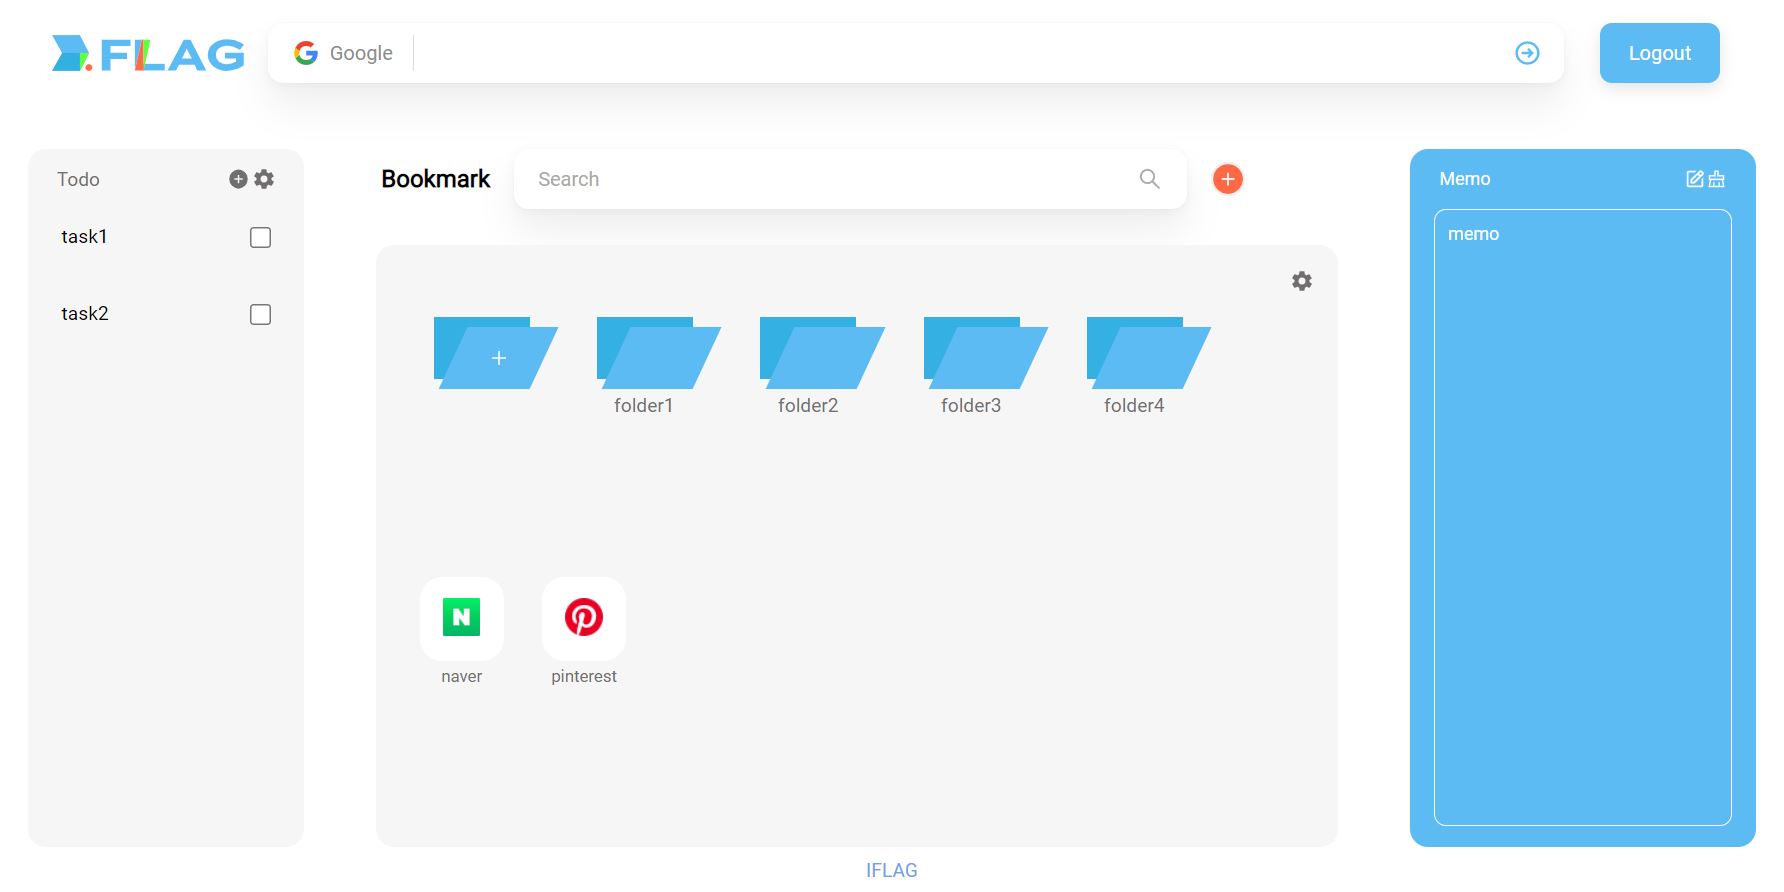 FLAG
Google
Logout
Todo
task1
task2
Bookmark
Search
folder1
folder2
folder3
folder4
N
naver
pinterest
Memo
memo
IFLAG